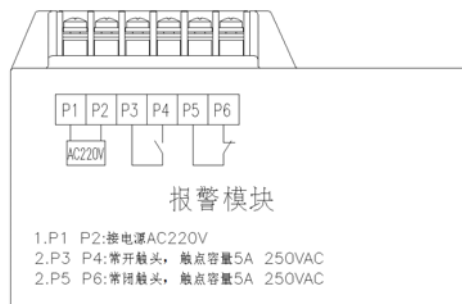 P1 P2 P3 P4 P5 P6
AC220V
报警模块
1.P1 P2:接电源AC220V
2.P3 P4:常开触头，触点容量5A 250VAC
2.P5 P6:常闭触头，触点容量5A 250VAC